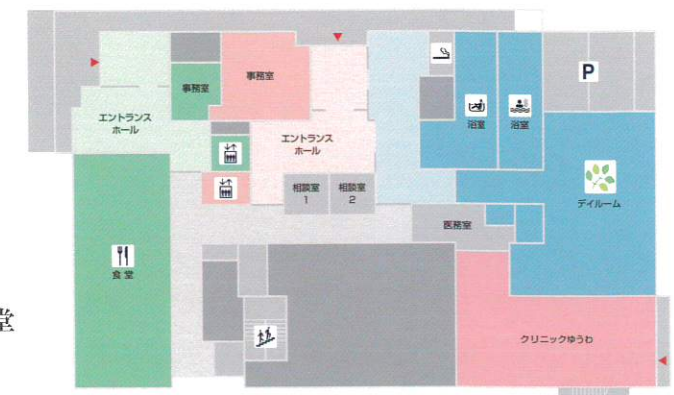 事務室
事務室
P
エントランス
ホール
エントランス
ホール
浴室
浴室
相談室
1
相談室
2
デイルーム
医務室
食堂
堂
クリニックゆうわ